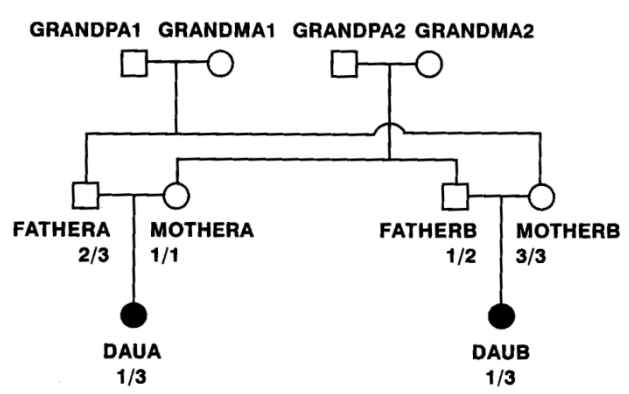 GRANDPA1 GRANDMA1 GRANDPA2 GRANDMA2
FATHERA MOTHERA FATHERB MOTHERB
2/3 1/1 1/2 3/3
DAUA DAUB
1/3 1/3